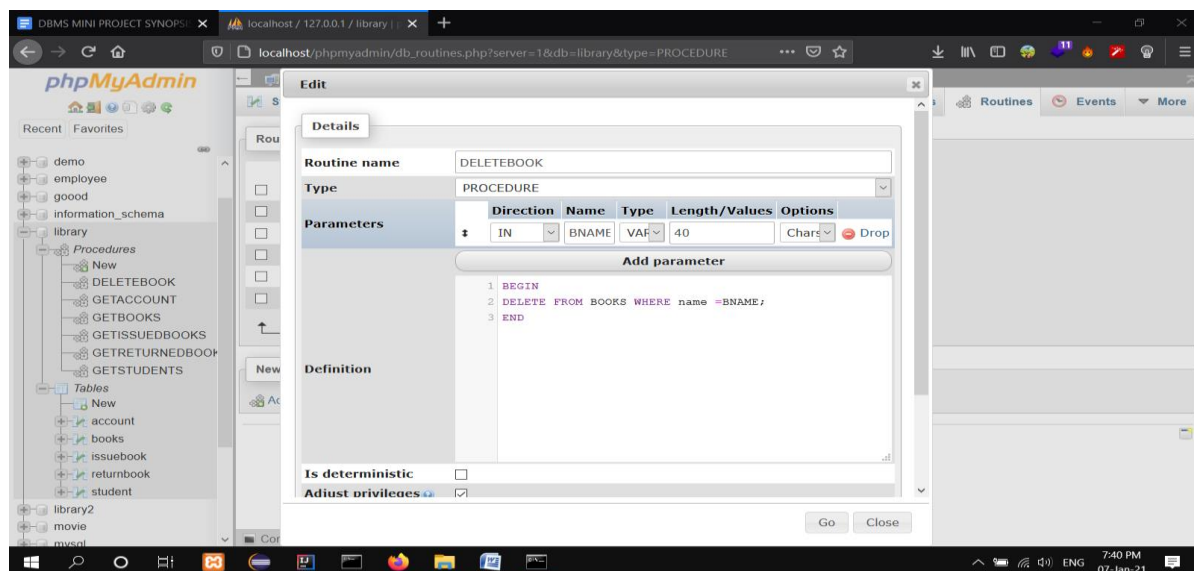 DBMS MINI PROJECT SYNOPSI
localhost / 127.0.0.1 / library | p
localhost/phpmyadmin/db_routines.php?server=1&db=library&type=PROCEDURE
11
phpMyAdmin
Recent Favorites
demo
employee
goood
information_schema
library
Procedures
New
DELETEBOOK
GETACCOUNT
GETBOOKS
GETISSUEDBOOKS
GETRETURNEDBOOK
GETSTUDENTS
Tables
New
account
books
issuebook
returnbook
student
library2
movie
mysql
S
Rou
New
Ad
Con
Routines
Events
More
Edit
Details
Routine name DELETEBOOK
Type PROCEDURE
Parameters
Direction Name Type Length/Values Options
IN BNAME VAR 40 Chars Drop
Add parameter
Definition
1 BEGIN
2 DELETE FROM BOOKS WHERE name =BNAME;
3 END
Is deterministic
Adjust privileges
Go Close
ENG
7:40 PM
07-Jan-21